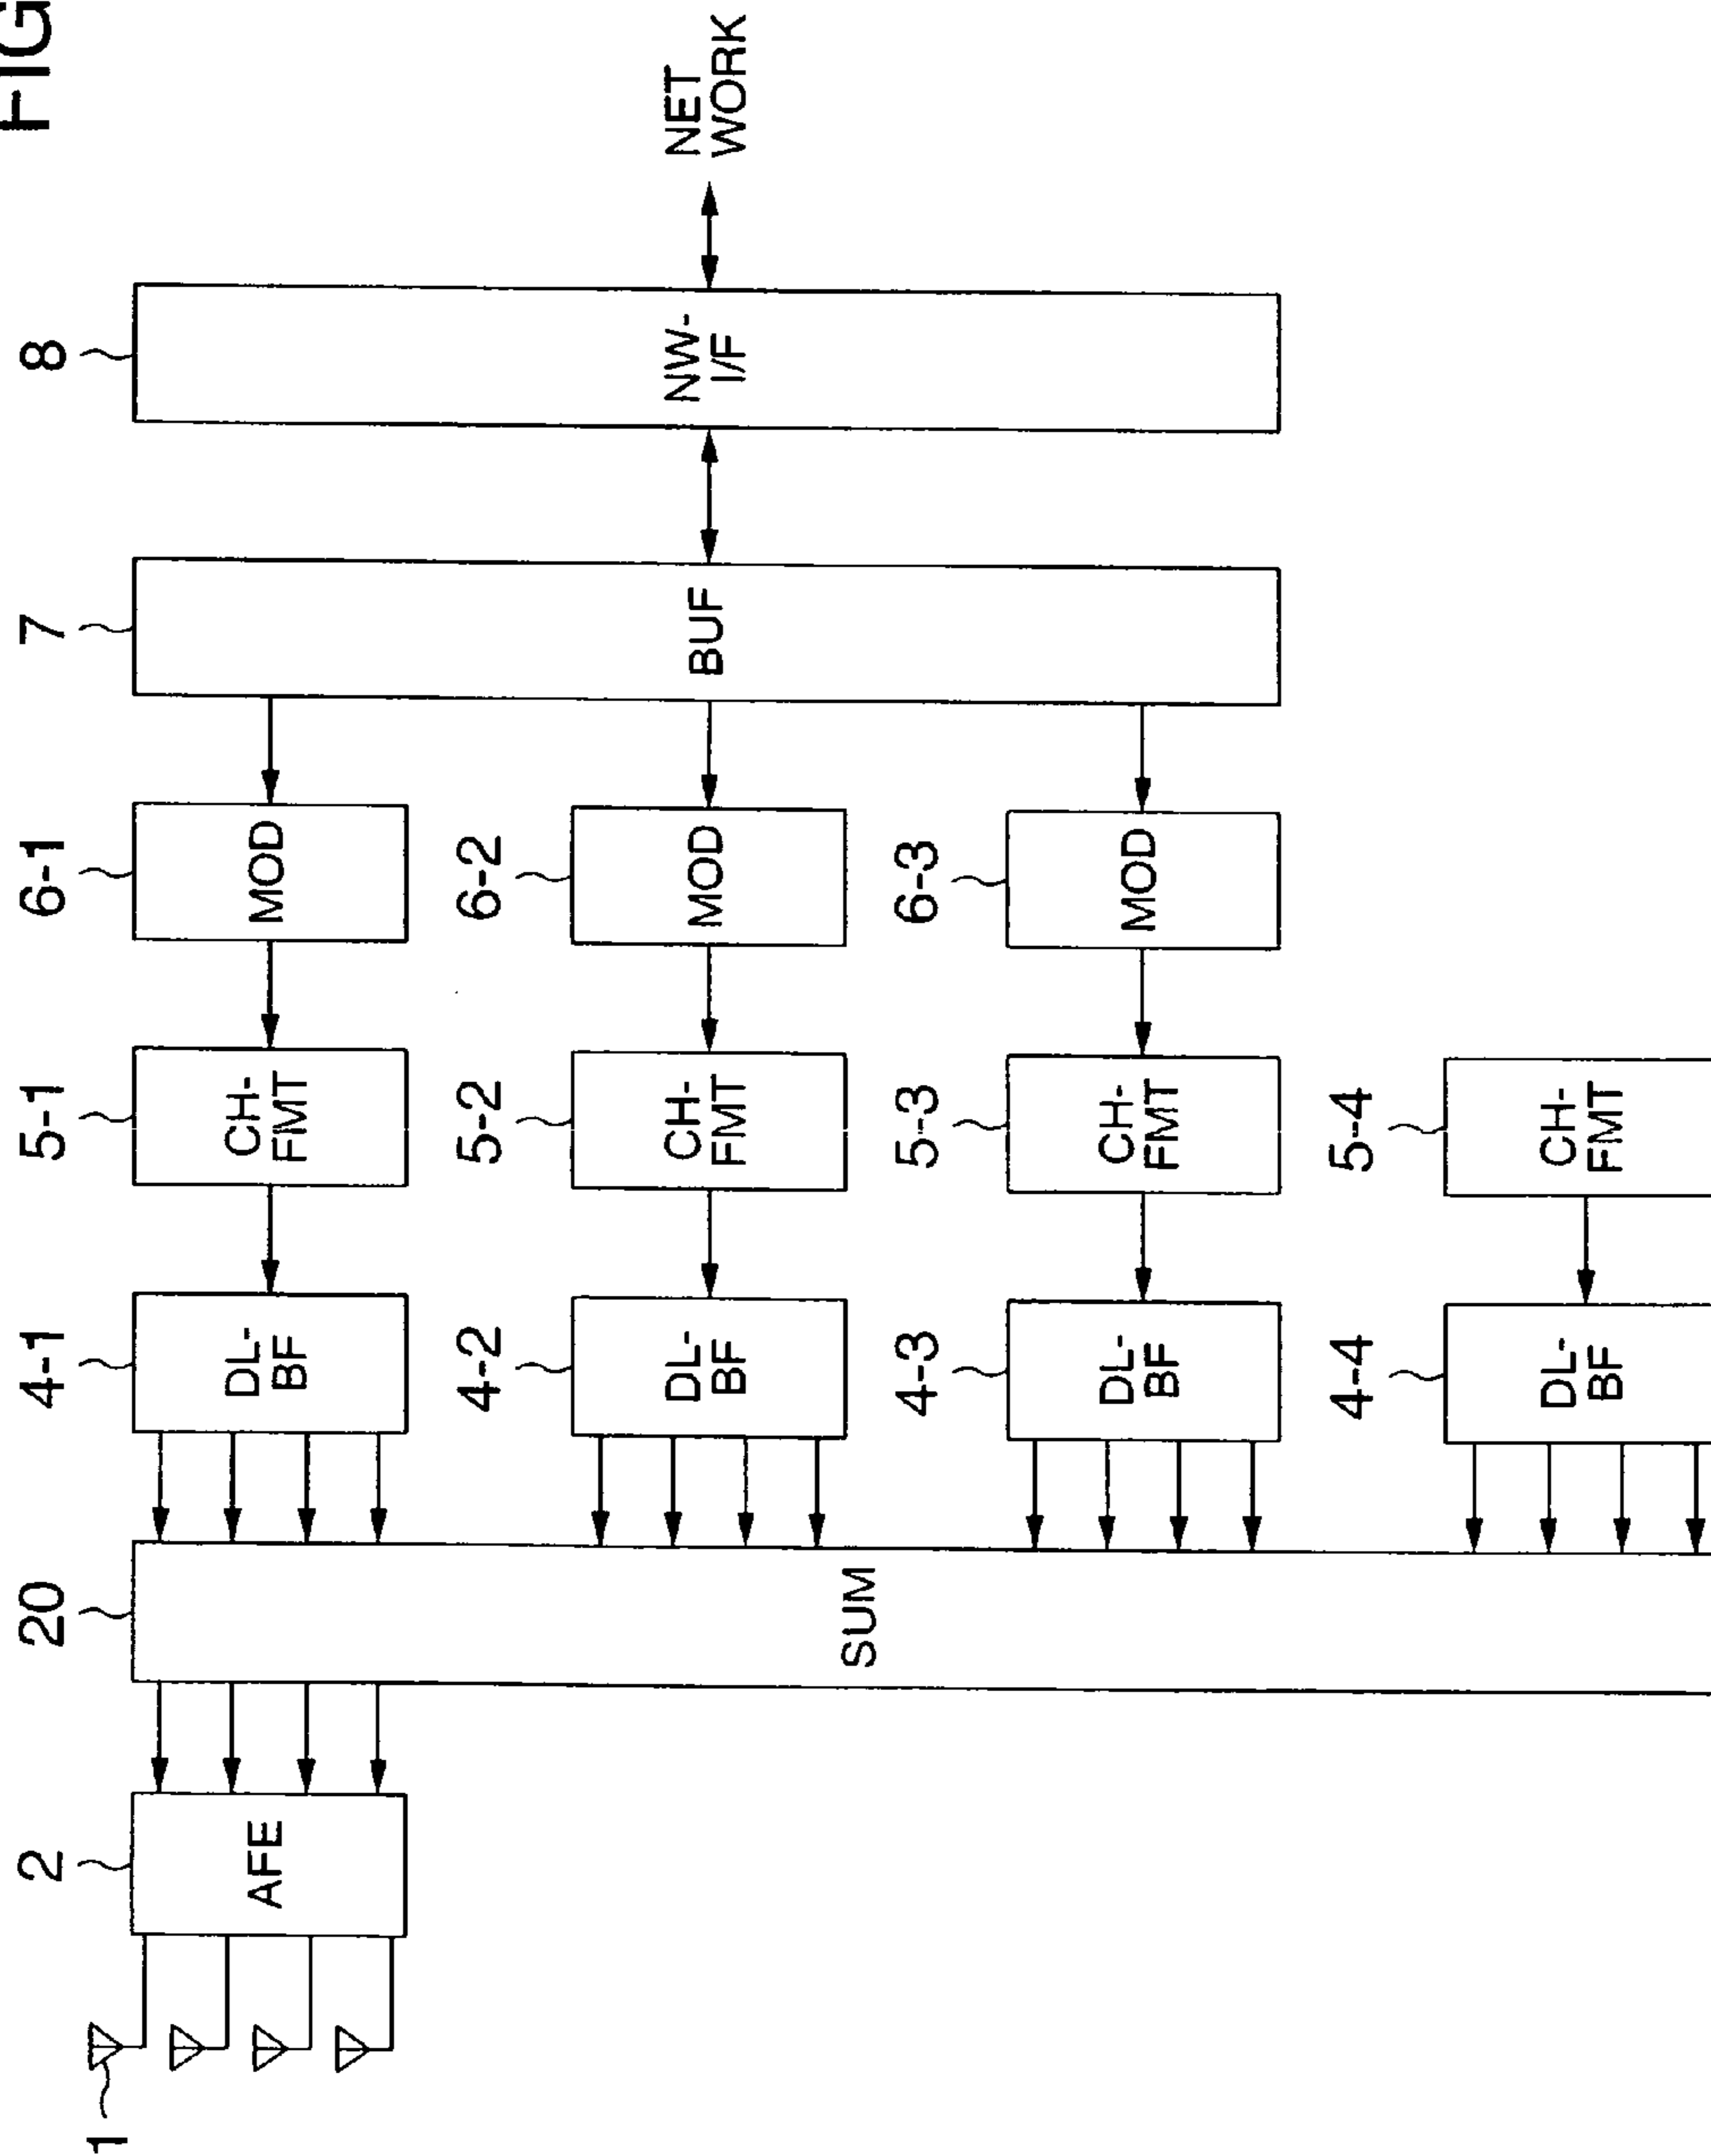 FIG
1
2
20
4-1
5-1
6-1
7
8
AFE
DL-
BF
CH-
FMT
MOD
4-2
5-2
6-2
DL-
BF
CH-
FMT
MOD
BUF
NW-
I/F
NET
WORK
SUM
4-3
5-3
6-3
DL-
BF
CH-
FMT
MOD
4-4
5-4
DL-
BF
CH-
FMT